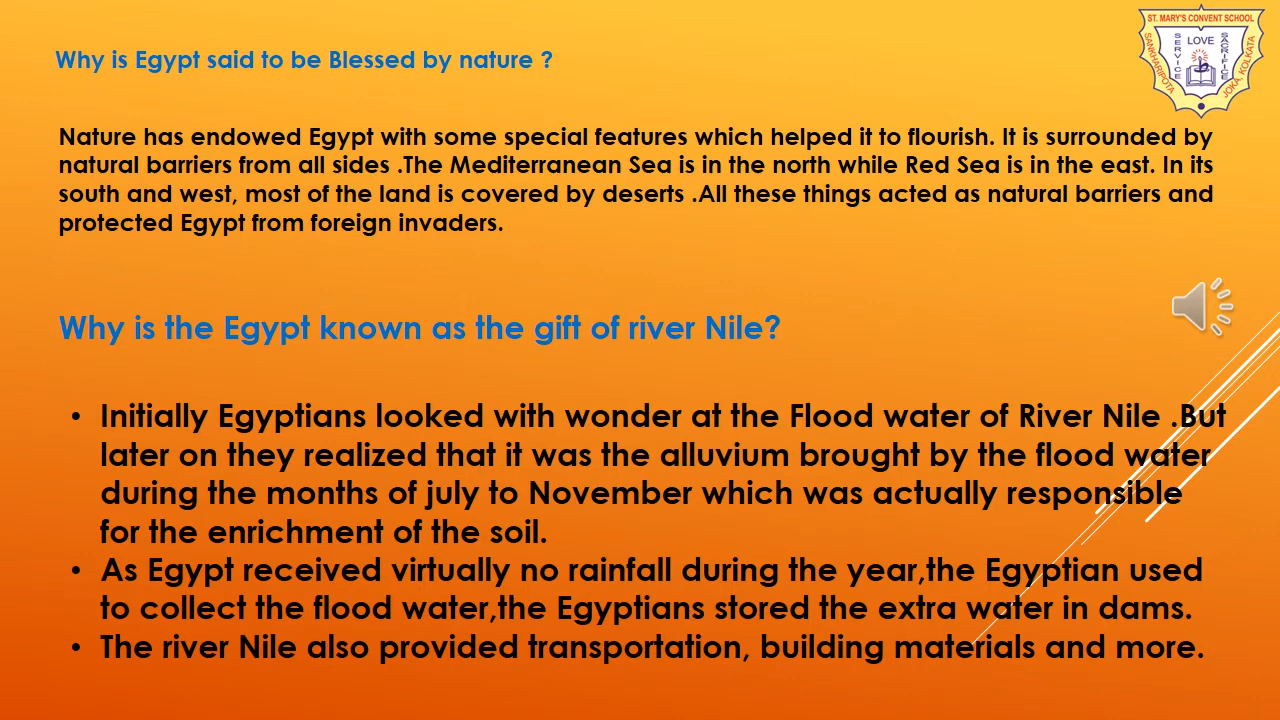 ST. MARY'S CONVENT SCHOOL
SANKHARIPOTA
SERVICE
LOVE
SACRIFICE
JOKA, KOLKATA
Why is Egypt said to be Blessed by nature ?
Nature has endowed Egypt with some special features which helped it to flourish. It is surrounded by
natural barriers from all sides .The Mediterranean Sea is in the north while Red Sea is in the east. In its
south and west, most of the land is covered by deserts .All these things acted as natural barriers and
protected Egypt from foreign invaders.
Why is the Egypt known as the gift of river Nile?
• Initially Egyptians looked with wonder at the Flood water of River Nile .But
later on they realized that it was the alluvium brought by the flood water
during the months of july to November which was actually responsible
for the enrichment of the soil.
• As Egypt received virtually no rainfall during the year,the Egyptian used
to collect the flood water,the Egyptians stored the extra water in dams.
• The river Nile also provided transportation, building materials and more.